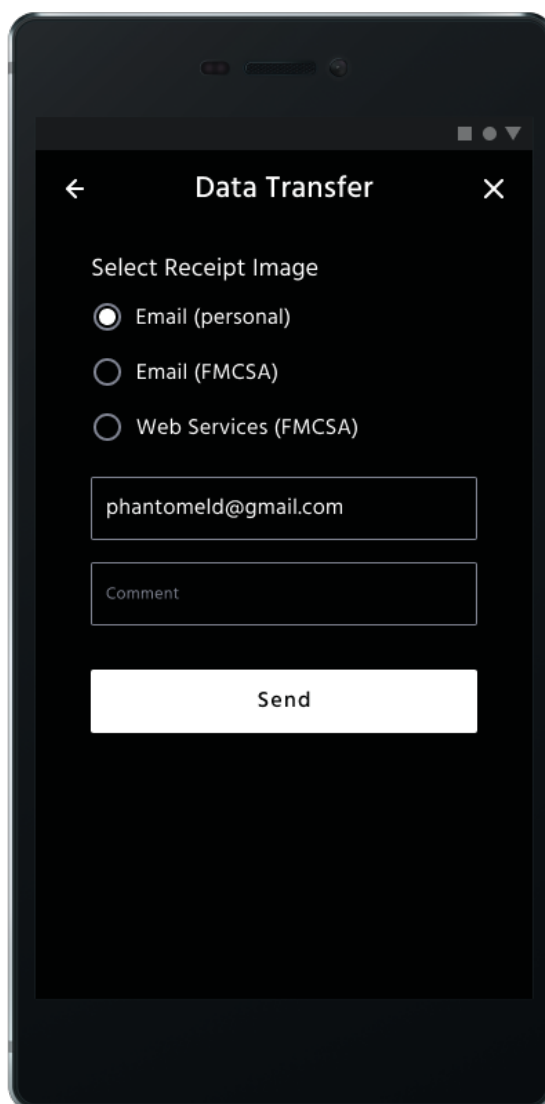 Data Transfer
Select Receipt Image
Email (personal)
Email (FMCSA)
Web Services (FMCSA)
phantomeld@gmail.com
Comment
Send